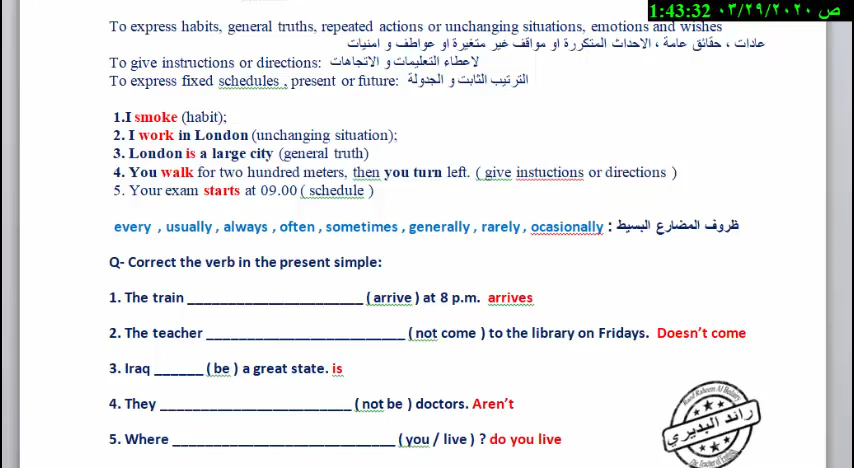 1:43:32 ٠٣/٢٩/٢٠٢٠ ص
To express habits, general truths, repeated actions or unchanging situations, emotions and wishes
عادات ، حقائق عامة ، الاحداث المتكررة او مواقف غير متغيرة او عواطف و امنيات
To give instructions or directions: لاعطاء التعليمات و الاتجاهات
To express fixed schedules , present or future: الترتيب الثابت و الجدولة
1.I smoke (habit);
2. I work in London (unchanging situation);
3. London is a large city (general truth)
4. You walk for two hundred meters, then you turn left. ( give instuctions or directions )
5. Your exam starts at 09.00 ( schedule )
every , usually , always , often , sometimes , generally , rarely , ocasionally : ظروف المضارع البسيط
Q- Correct the verb in the present simple:
1. The train ______________________ ( arrive ) at 8 p.m. arrives
2. The teacher _________________________ ( not come ) to the library on Fridays. Doesn't come
3. Iraq ______ ( be ) a great state. is
4. They ________________________ ( not be ) doctors. Aren't
5. Where ____________________________ ( you / live ) ? do you live
رائد البديري